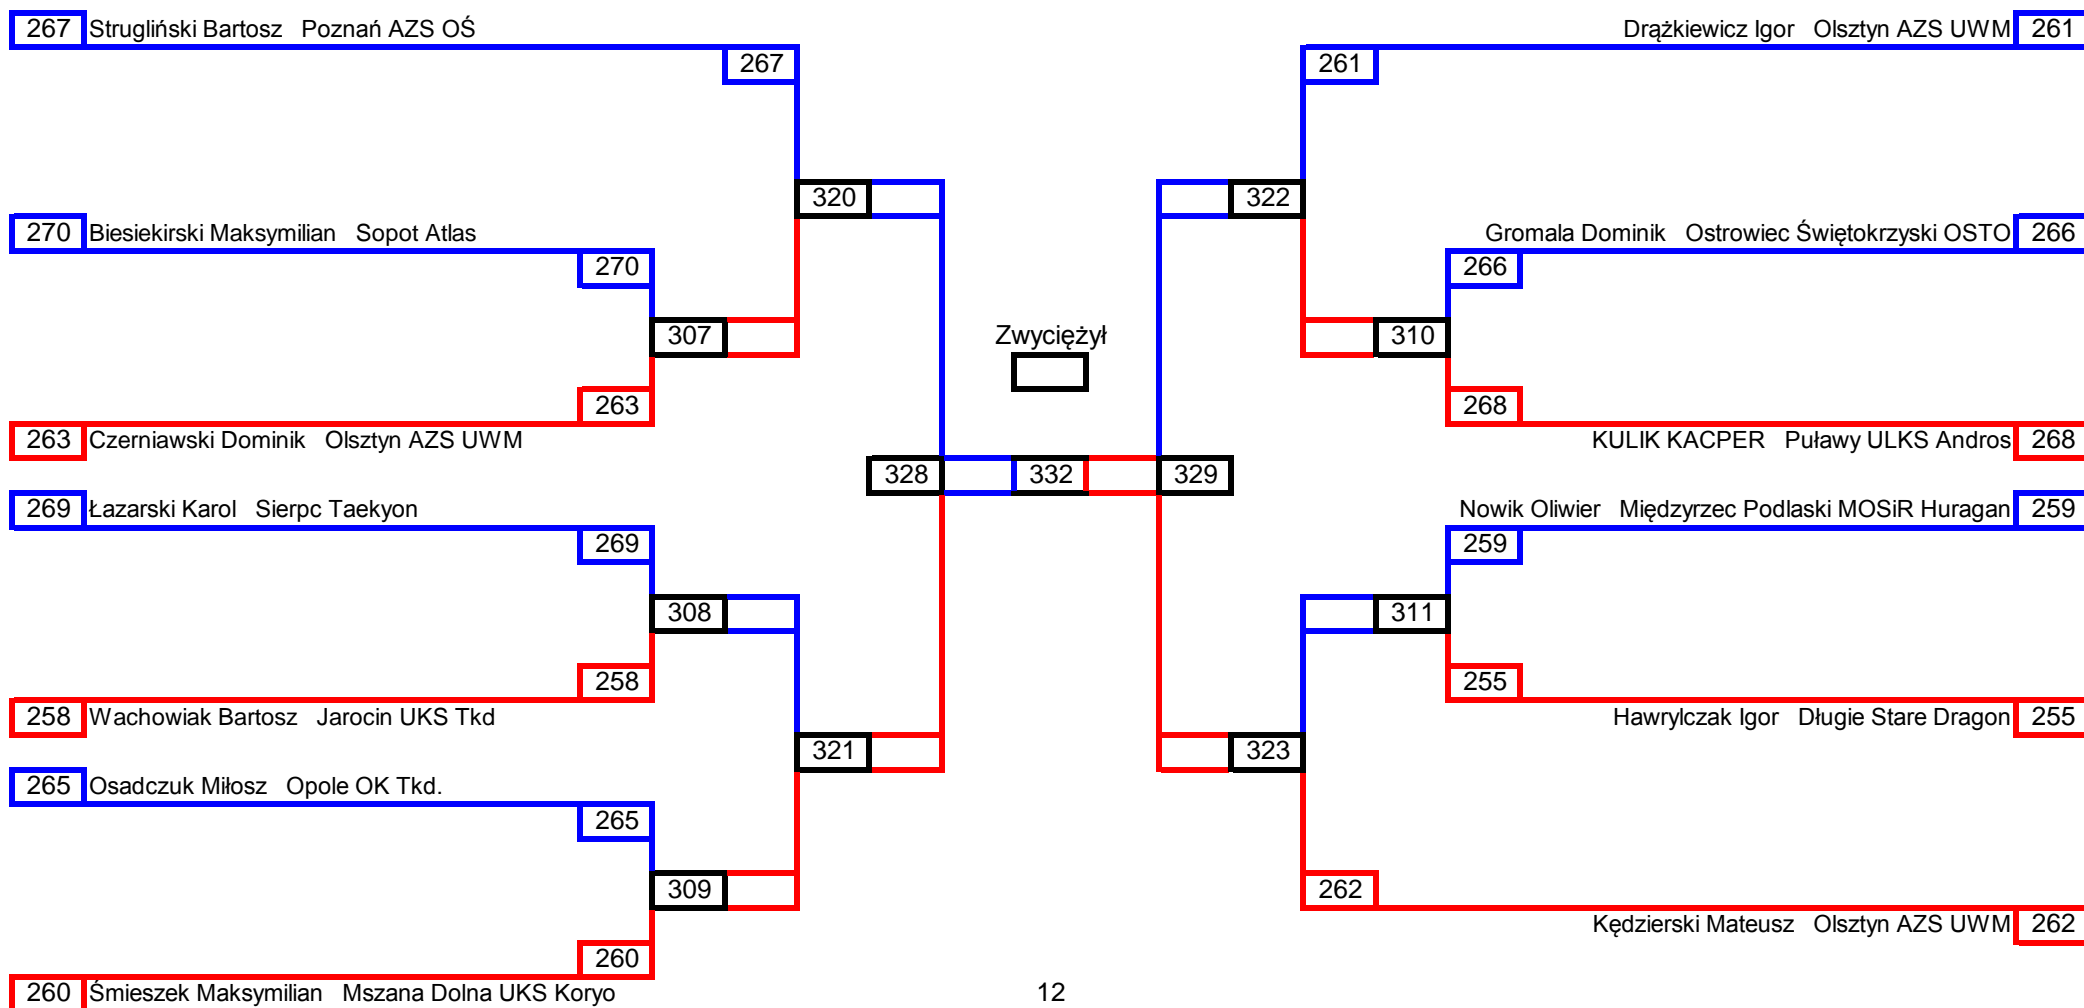 267 Strugliński Bartosz Poznań AZS OŚ Drążkiewicz Igor Olsztyn AZS UWM 261
267 261
320 322
270 Biesiekirski Maksymilian Sopot Atlas Gromala Dominik Ostrowiec Świętokrzyski OSTO 266
270 266
307 Zwyciężył 310
263 268
263 Czerniawski Dominik Olsztyn AZS UWM KULIK KACPER Puławy ULKS Andros 268
328 332 329
269 Łazarski Karol Sierpc Taekyon Nowik Oliwier Międzyrzec Podlaski MOSiR Huragan 259
269 259
308 311
258 255
258 Wachowiak Bartosz Jarocin UKS Tkd Hawrylczak Igor Długie Stare Dragon 255
321 323
265 Osadczuk Miłosz Opole OK Tkd.
265
309 262
Kędzierski Mateusz Olsztyn AZS UWM 262
260
260 Śmieszek Maksymilian Mszana Dolna UKS Koryo 12